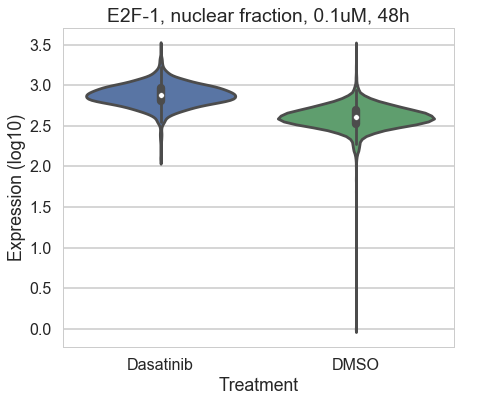 E2F-1, nuclear fraction, 0.1uM, 48h
3.5
3.0
2.5
2.0
1.5
1.0
0.5
0.0
Expression (log10)
Dasatinib DMSO
Treatment